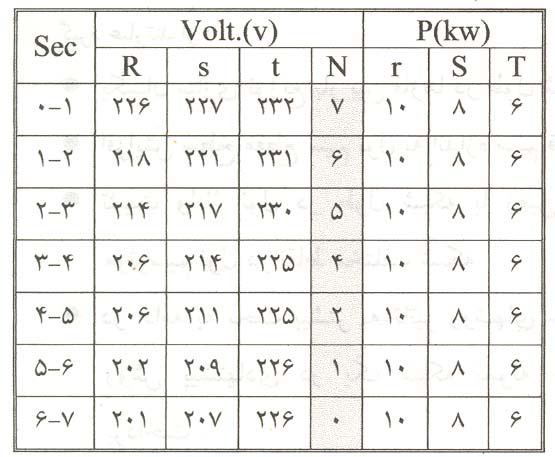 Sec Volt.(v) P(kw)
R s t N r S T
۰-۱ ۲۲۶ ۲۲۷ ۲۳۲ ۷ ۱۰ ۸ ۶
۱-۲ ۲۱۸ ۲۲۱ ۲۳۱ ۶ ۱۰ ۸ ۶
۲-۳ ۲۱۴ ۲۱۷ ۲۳۰ ۵ ۱۰ ۸ ۶
۳-۴ ۲۰۶ ۲۱۴ ۲۲۵ ۴ ۱۰ ۸ ۶
۴-۵ ۲۰۶ ۲۱۱ ۲۲۵ ۲ ۱۰ ۸ ۶
۵-۶ ۲۰۲ ۲۰۹ ۲۲۶ ۱ ۱۰ ۸ ۶
۶-۷ ۲۰۱ ۲۰۷ ۲۲۶ ۰ ۱۰ ۸ ۶